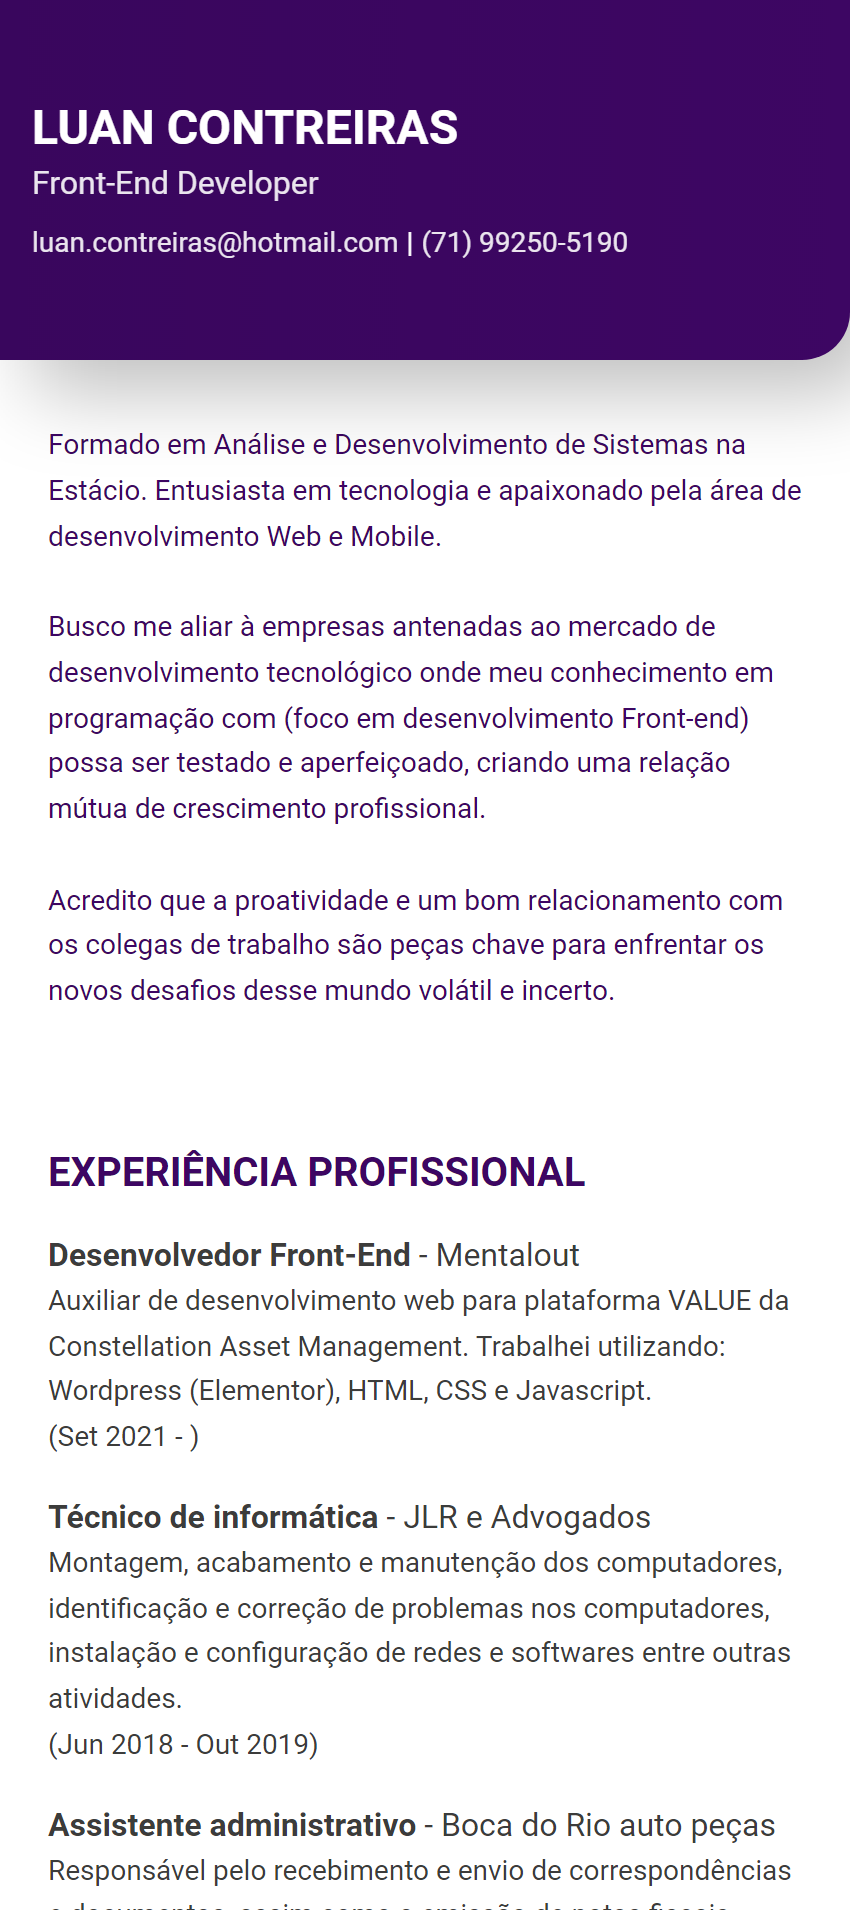 LUAN CONTREIRAS
Front-End Developer
luan.contreiras@hotmail.com | (71) 99250-5190
Formado em Análise e Desenvolvimento de Sistemas na
Estácio. Entusiasta em tecnologia e apaixonado pela área de
desenvolvimento Web e Mobile.
Busco me aliar à empresas antenadas ao mercado de
desenvolvimento tecnológico onde meu conhecimento em
programação com (foco em desenvolvimento Front-end)
possa ser testado e aperfeiçoado, criando uma relação
mútua de crescimento profissional.
Acredito que a proatividade e um bom relacionamento com
os colegas de trabalho são peças chave para enfrentar os
novos desafios desse mundo volátil e incerto.
EXPERIÊNCIA PROFISSIONAL
Desenvolvedor Front-End - Mentalout
Auxiliar de desenvolvimento web para plataforma VALUE da
Constellation Asset Management. Trabalhei utilizando:
Wordpress (Elementor), HTML, CSS e Javascript.
(Set 2021 - )
Técnico de informática - JLR e Advogados
Montagem, acabamento e manutenção dos computadores,
identificação e correção de problemas nos computadores,
instalação e configuração de redes e softwares entre outras
atividades.
(Jun 2018 - Out 2019)
Assistente administrativo - Boca do Rio auto peças
Responsável pelo recebimento e envio de correspondências